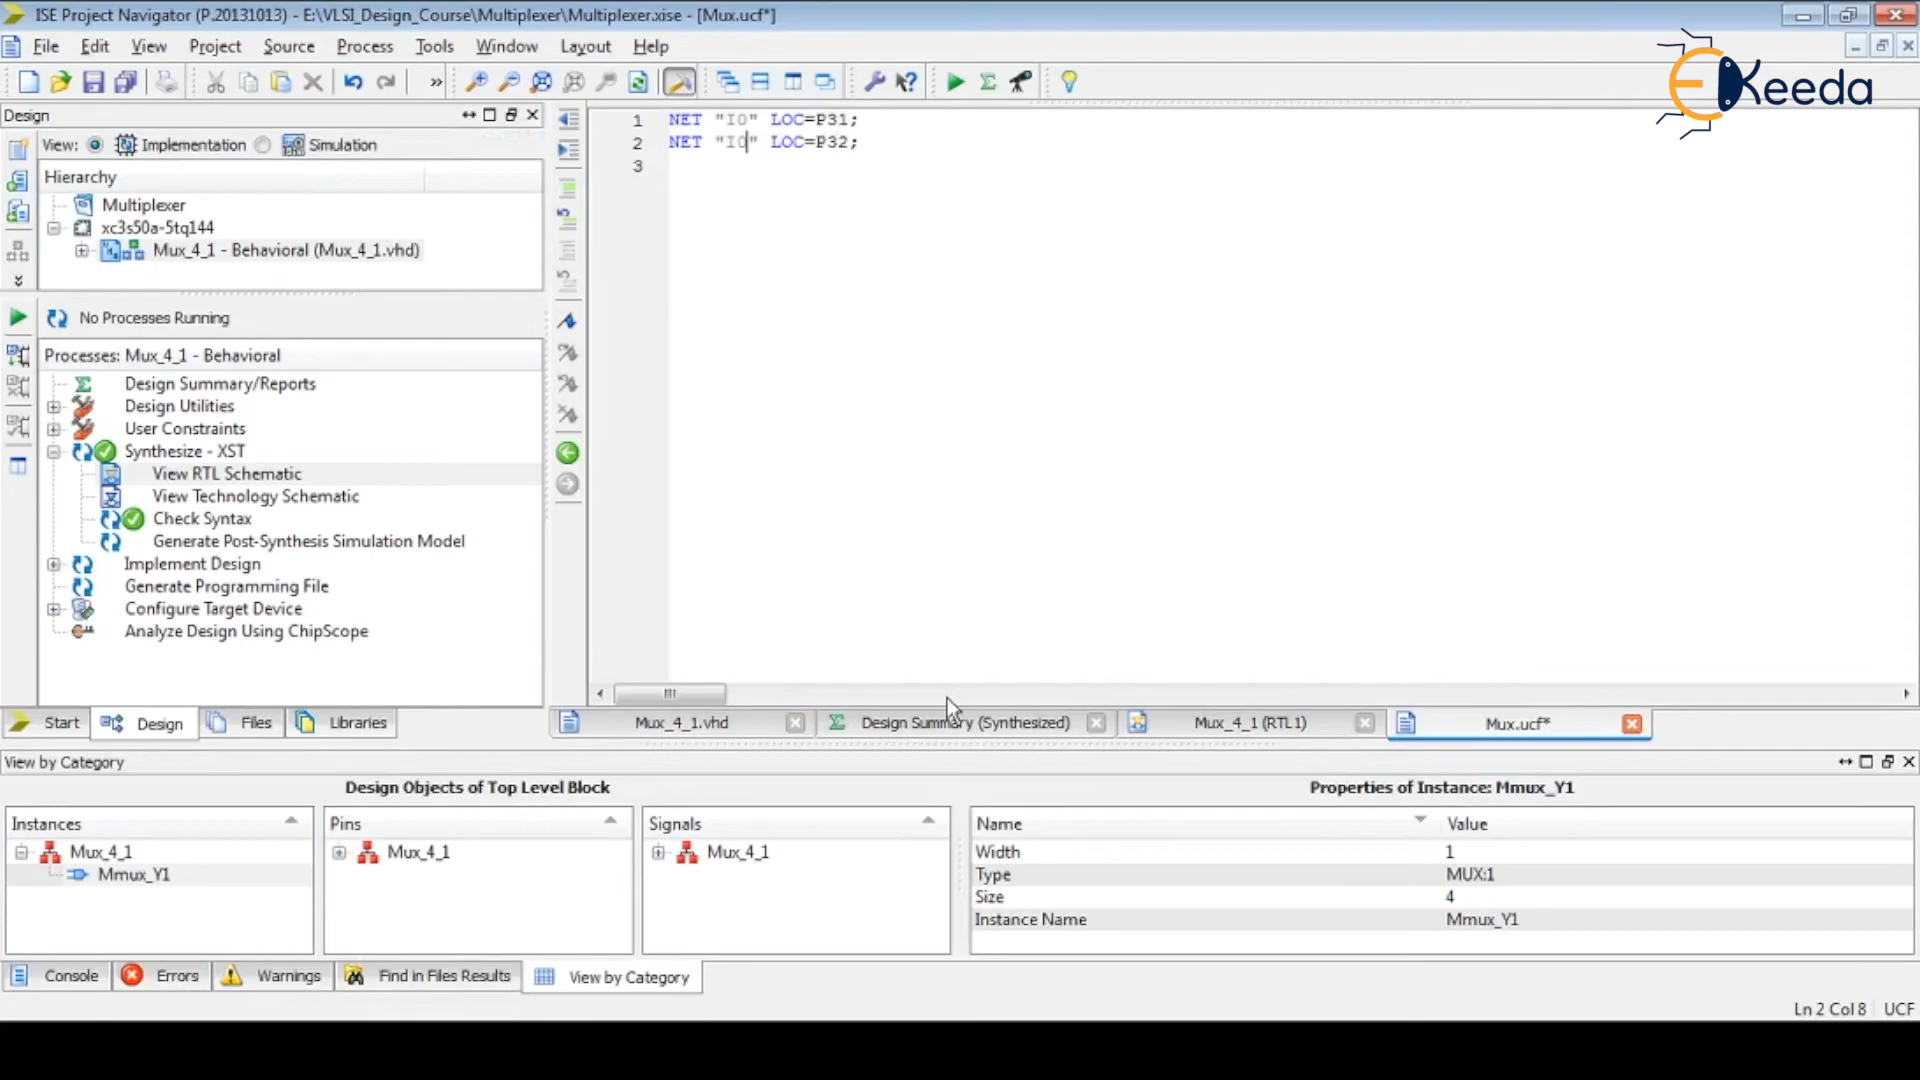 ISE Project Navigator (P.20131013) - E:\VLSI_Design_Course\Multiplexer\Multiplexer.xise - [Mux.ucf*]
File Edit View Project Source Process Tools Window Layout Help
EKeeda
Design
View: Implementation Simulation
Hierarchy
Multiplexer
xc3s50a-5tq144
Mux_4_1 - Behavioral (Mux_4_1.vhd)
No Processes Running
Processes: Mux_4_1 - Behavioral
Design Summary/Reports
Design Utilities
User Constraints
Synthesize - XST
View RTL Schematic
View Technology Schematic
Check Syntax
Generate Post-Synthesis Simulation Model
Implement Design
Generate Programming File
Configure Target Device
Analyze Design Using ChipScope
Start Design Files Libraries
1 NET "I0" LOC=P31;
2 NET "I0" LOC=P32;
3
Mux_4_1.vhd Design Summary (Synthesized) Mux_4_1 (RTL1) Mux.ucf*
View by Category
Design Objects of Top Level Block Properties of Instance: Mmux_Y1
Instances Pins Signals Name Value
Mux_4_1 Mux_4_1 Mux_4_1 Width 1
Mmux_Y1 Type MUX:1
Size 4
Instance Name Mmux_Y1
Console Errors Warnings Find in Files Results View by Category
Ln 2 Col 8 UCF